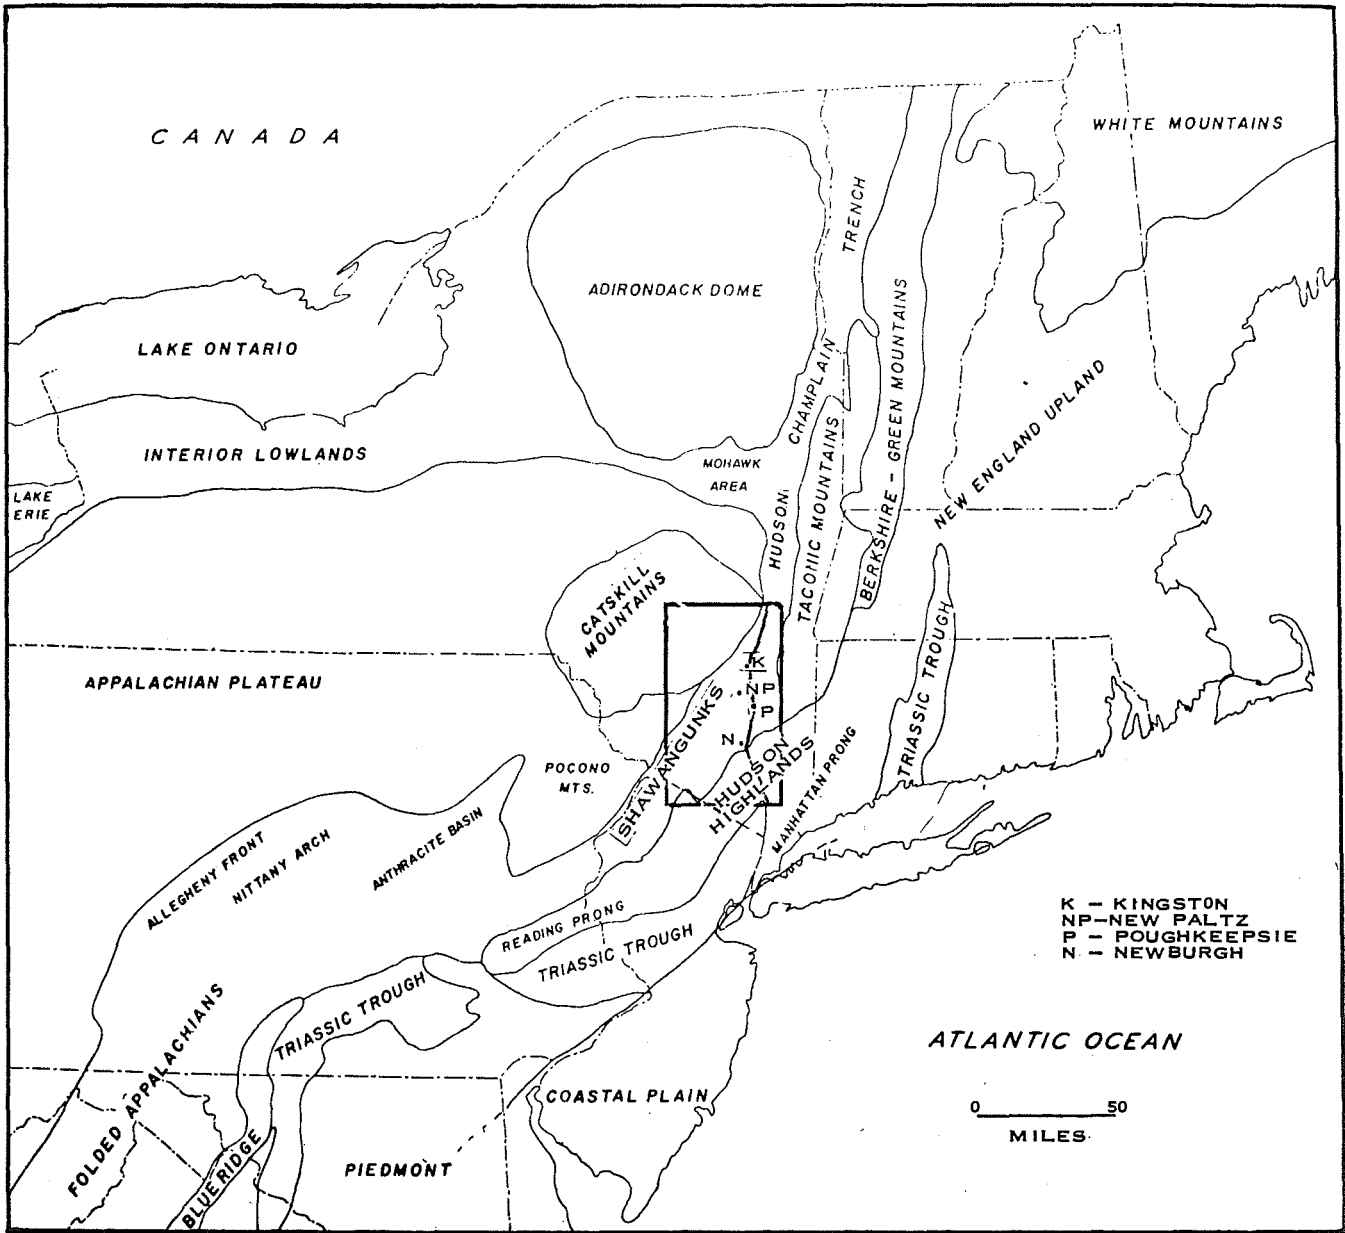 CANADA
WHITE MOUNTAINS
TRENCH
ADIRONDACK DOME
LAKE ONTARIO
CHAMPLAIN
BERKSHIRE - GREEN MOUNTAINS
NEW ENGLAND UPLAND
INTERIOR LOWLANDS
MOHAWK
AREA
LAKE
ERIE
HUDSON
TACONIC MOUNTAINS
CATSKILL
MOUNTAINS
TRIASSIC TROUGH
APPALACHIAN PLATEAU
K
NP
P
N
SHAWANGUNKS
HUDSON
HIGHLANDS
MANHATTAN PRONG
POCONO
MTS.
ALLEGHENY FRONT
NITTANY ARCH
ANTHRACITE BASIN
READING PRONG
TRIASSIC TROUGH
K – KINGSTON
NP–NEW PALTZ
P – POUGHKEEPSIE
N - NEWBURGH
TRIASSIC TROUGH
FOLDED APPALACHIANS
ATLANTIC OCEAN
COASTAL PLAIN
0 50
MILES
BLUE RIDGE
PIEDMONT